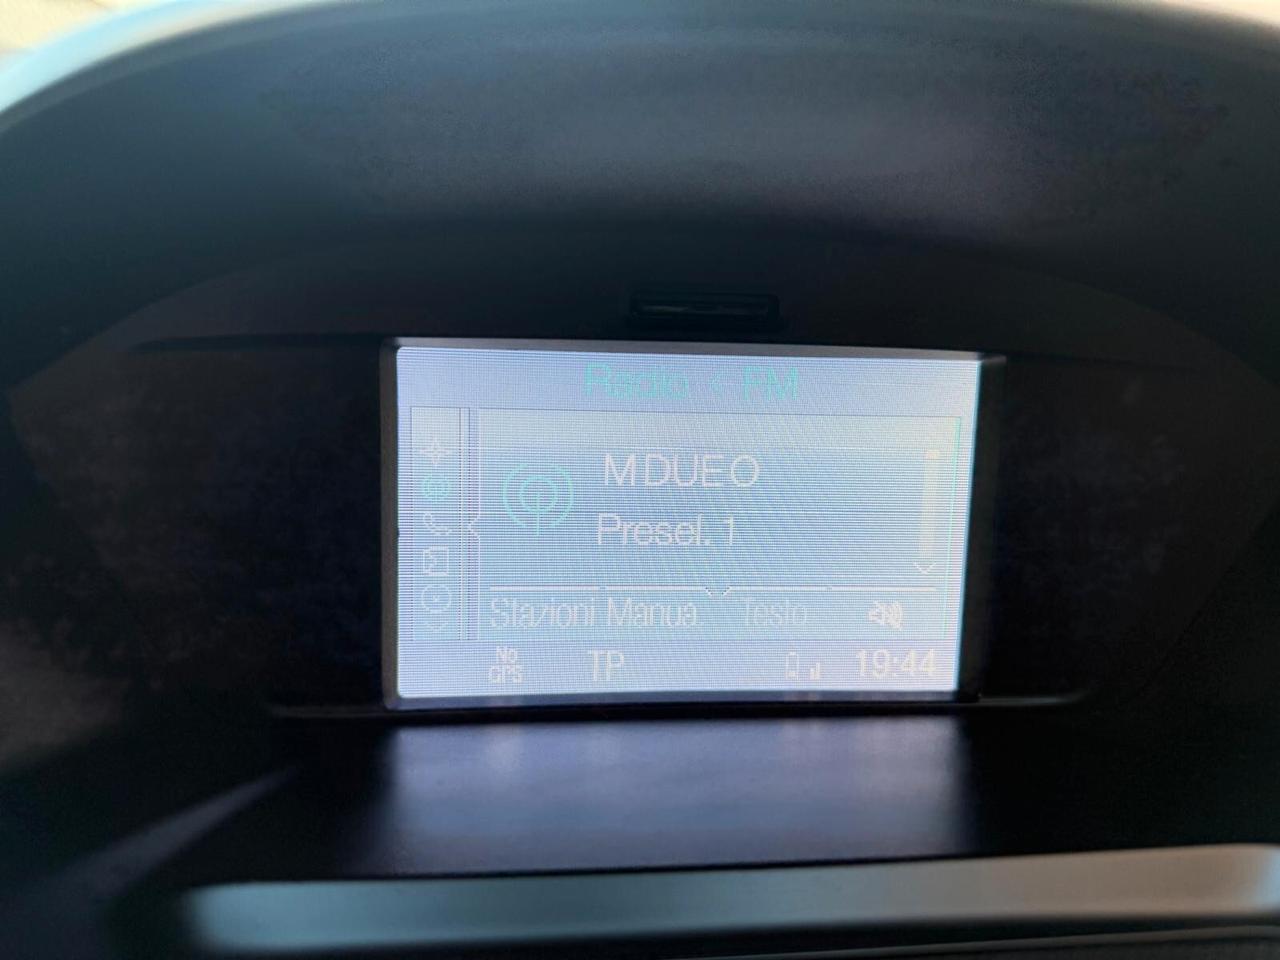 Radio < FM
M DUE O
Presel. 1
Stazioni Manua. Testo
No GPS TP 19:44